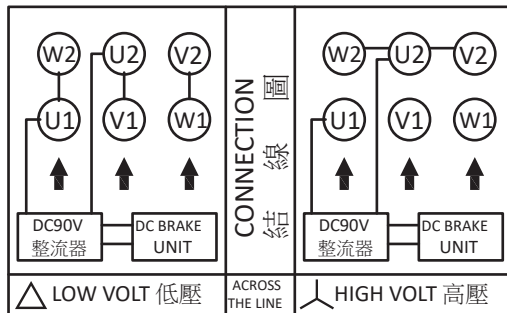 W2 U2 V2
U1 V1 W1
DC90V
整流器
DC BRAKE
UNIT
LOW VOLT 低壓
CONNECTION
結線圖
ACROSS
THE LINE
W2 U2 V2
U1 V1 W1
DC90V
整流器
DC BRAKE
UNIT
HIGH VOLT 高壓